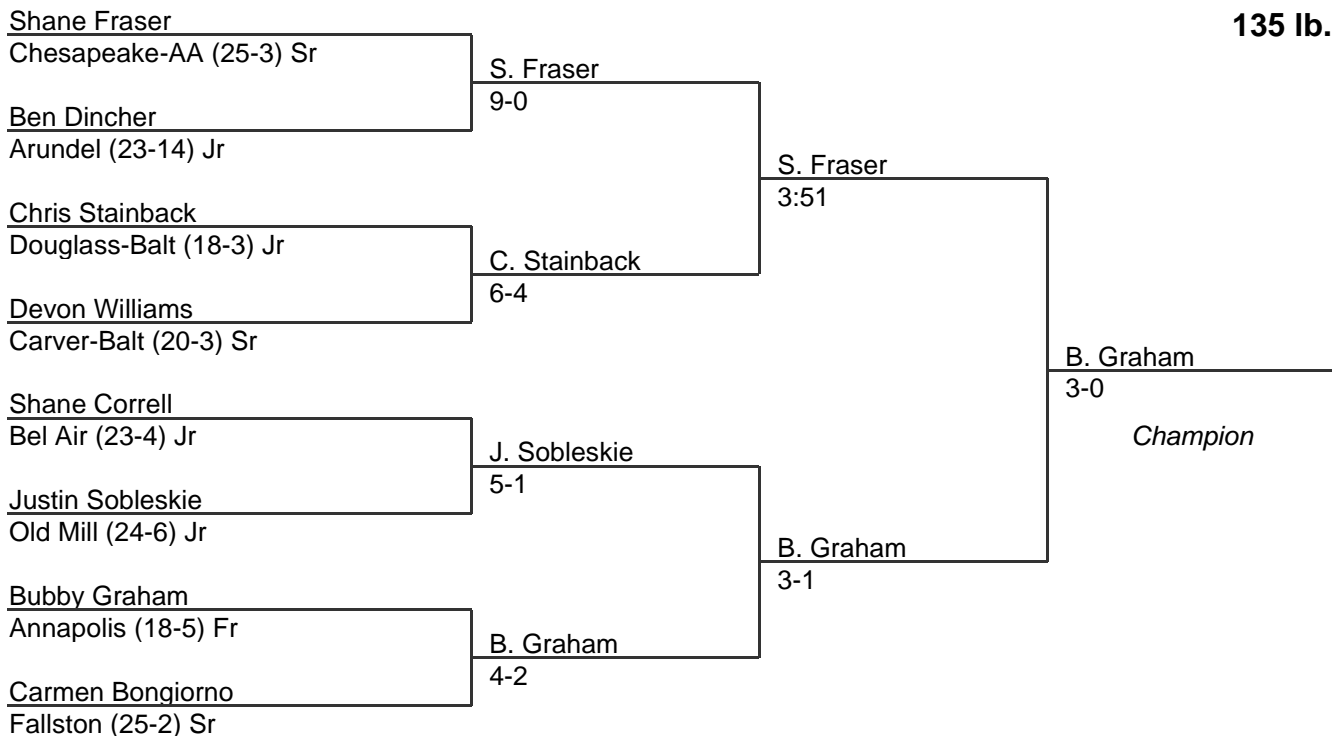 135 lb.
Shane Fraser
Chesapeake-AA (25-3) Sr
S. Fraser
9-0
Ben Dincher
Arundel (23-14) Jr
S. Fraser
3:51
Chris Stainback
Douglass-Balt (18-3) Jr
C. Stainback
6-4
Devon Williams
Carver-Balt (20-3) Sr
B. Graham
3-0
Champion
Shane Correll
Bel Air (23-4) Jr
J. Sobleskie
5-1
Justin Sobleskie
Old Mill (24-6) Jr
B. Graham
3-1
Bubby Graham
Annapolis (18-5) Fr
B. Graham
4-2
Carmen Bongiorno
Fallston (25-2) Sr